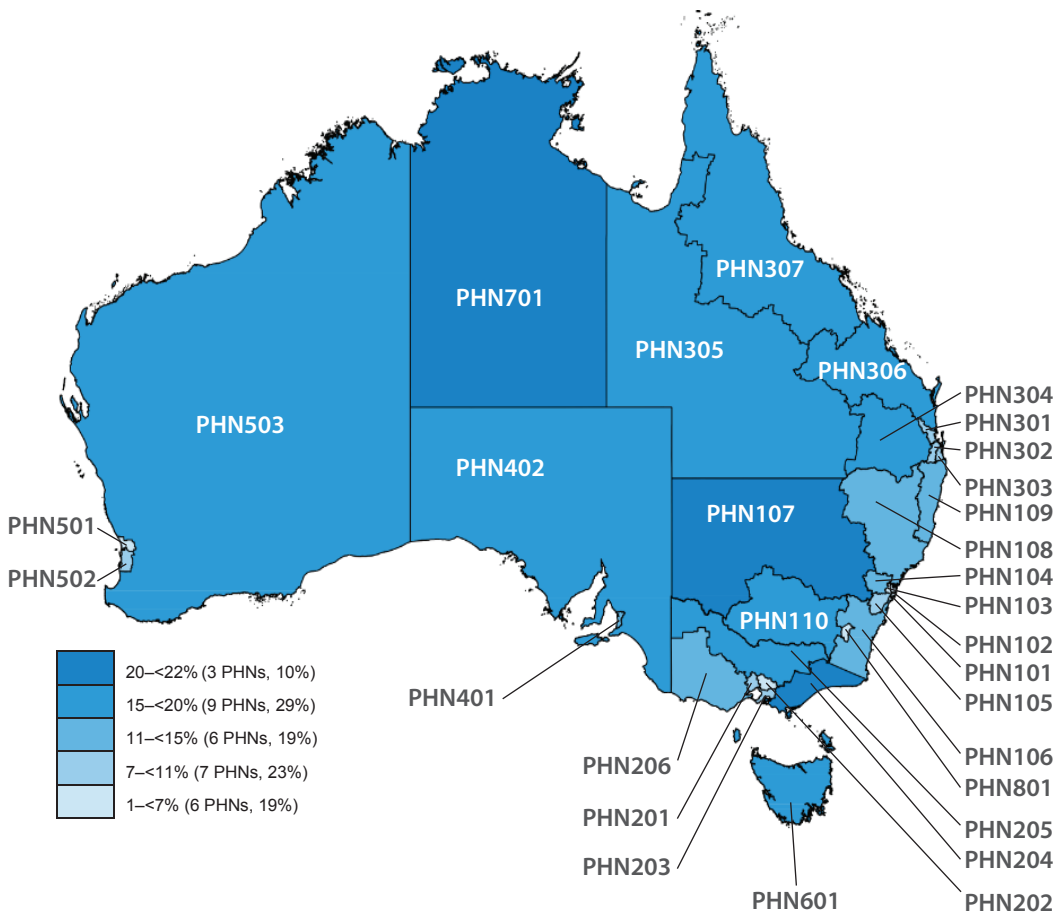 PHN307
PHN701
PHN305
PHN306
PHN304
PHN301
PHN503
PHN302
PHN402
PHN303
PHN107
PHN109
PHN501
PHN108
PHN502
PHN104
PHN103
PHN110
PHN102
PHN101
PHN401
PHN105
20–<22% (3 PHNs, 10%)
15–<20% (9 PHNs, 29%)
11–<15% (6 PHNs, 19%)
7–<11% (7 PHNs, 23%)
1–<7% (6 PHNs, 19%)
PHN106
PHN206
PHN801
PHN201
PHN205
PHN204
PHN203
PHN601
PHN202